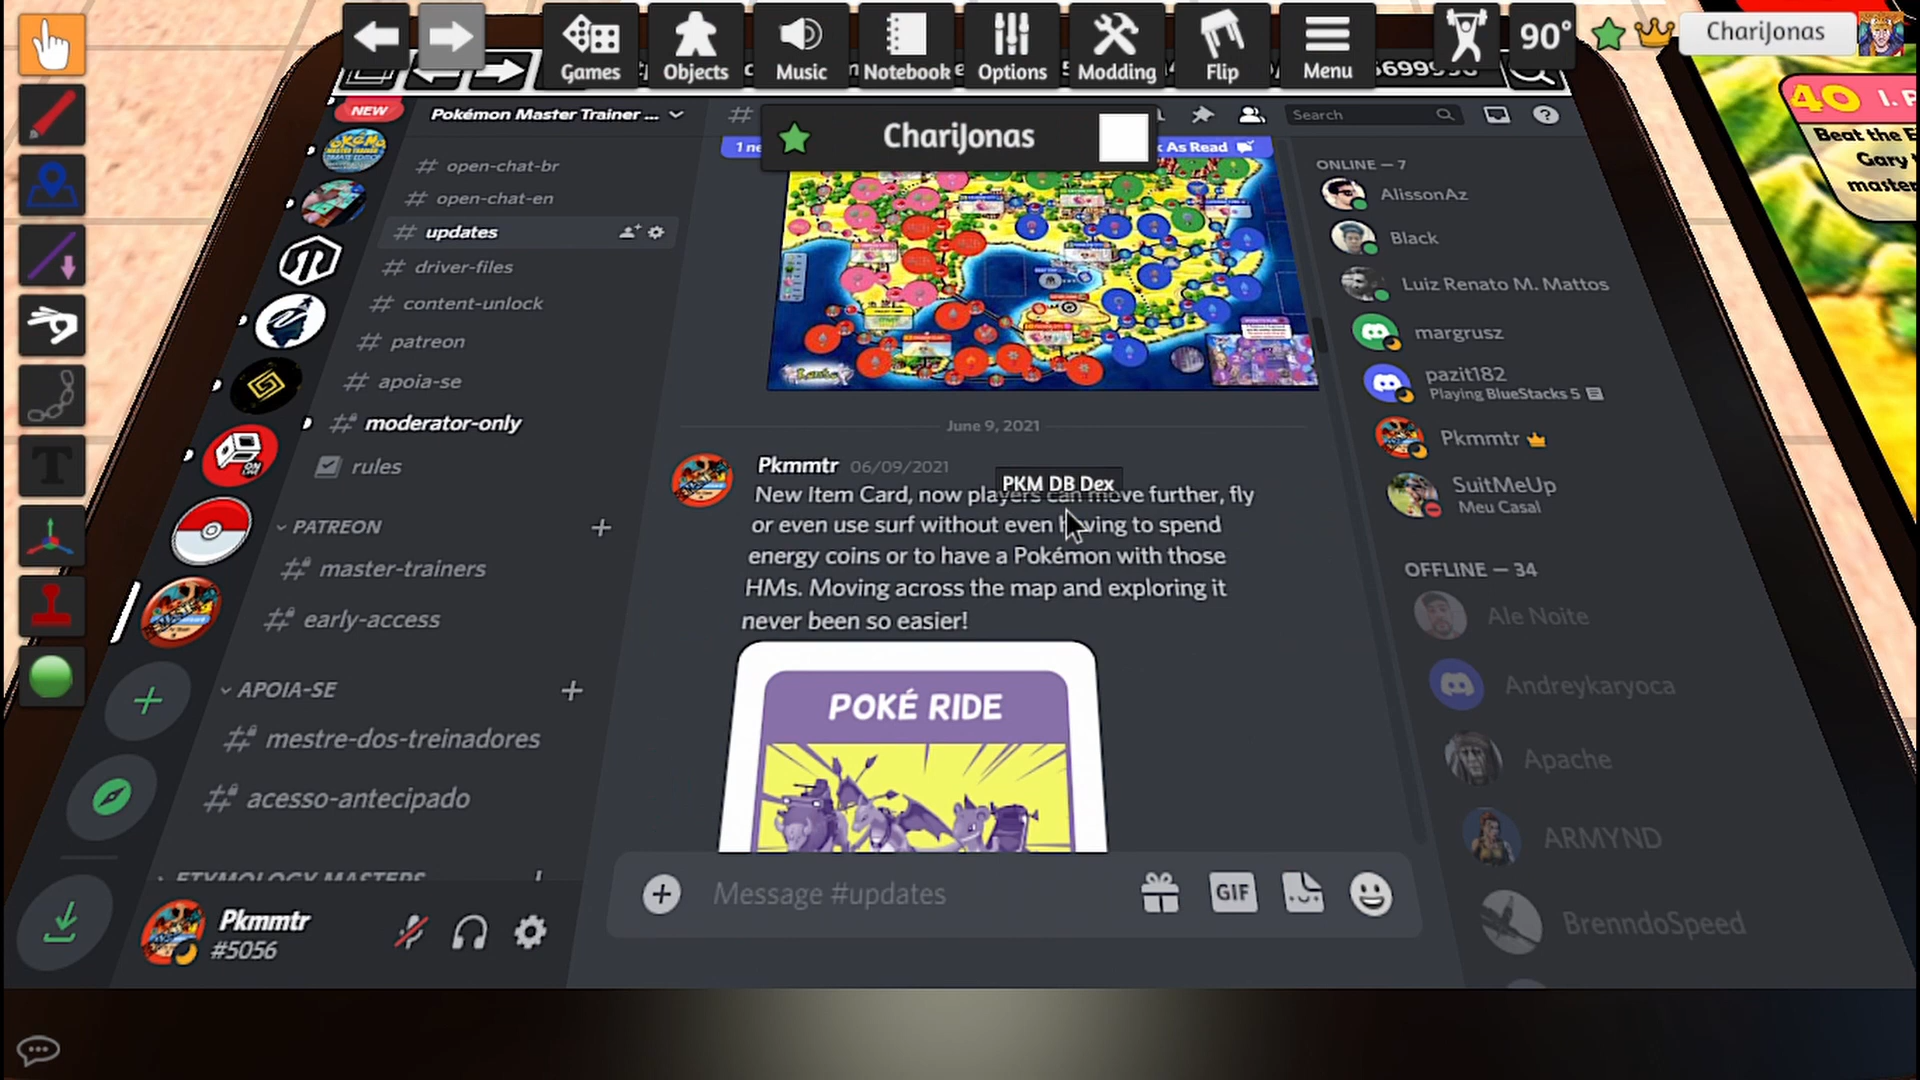 Games
Objects
Music
Notebook
Options
Modding
Flip
Menu
90°
ChariJonas
ChariJonas
NEW
Pokémon Master Trainer ...
Search
As Read
40
Beat the E
Gary
master
# open-chat-br
# open-chat-en
# updates
# driver-files
# content-unlock
# patreon
# apoia-se
# moderator-only
rules
PATREON
# master-trainers
# early-access
APOIA-SE
# mestre-dos-treinadores
# acesso-antecipado
ETYMOLOGY MASTERS
Pkmmtr
#5056
June 9, 2021
Pkmmtr 06/09/2021
PKM DB Dex
New Item Card, now players can move further, fly
or even use surf without even having to spend
energy coins or to have a Pokémon with those
HMs. Moving across the map and exploring it
never been so easier!
POKÉ RIDE
Message #updates
GIF
ONLINE — 7
AlissonAz
Black
Luiz Renato M. Mattos
margrusz
pazit182
Playing BlueStacks 5
Pkmmtr
SuitMeUp
Meu Casal
OFFLINE — 34
Ale Noite
Andreykaryoca
Apache
ARMYND
BrenndoSpeed